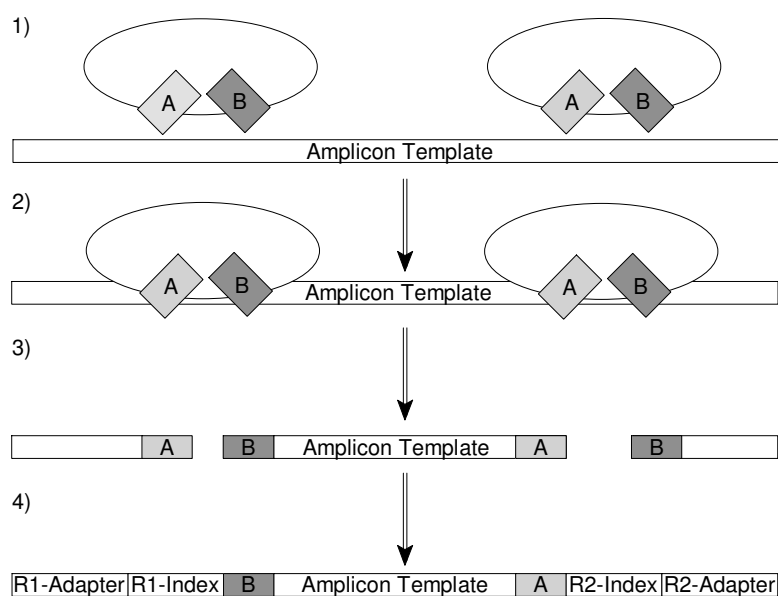 1)
A B A B
Amplicon Template
2)
A B Amplicon Template A B
3)
A B Amplicon Template A B
4)
R1-Adapter R1-Index B Amplicon Template A R2-Index R2-Adapter